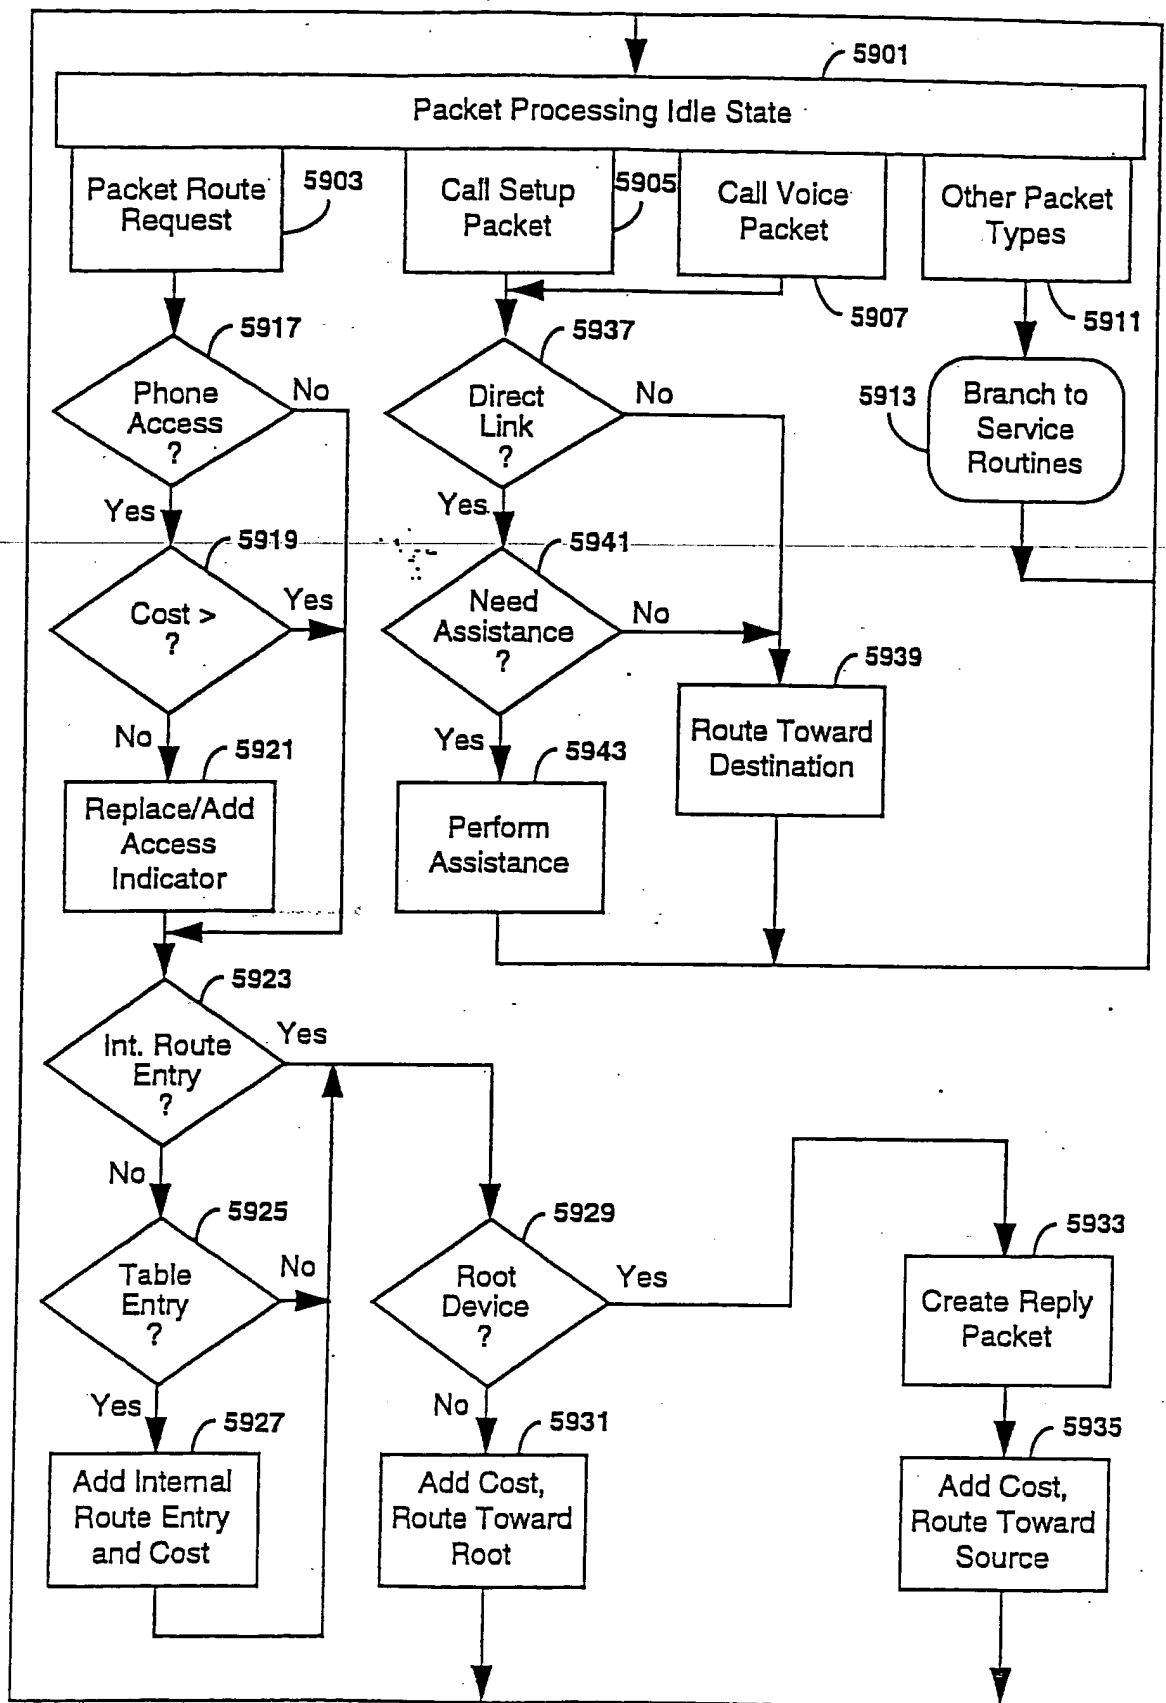 5901
Packet Processing Idle State
Packet Route
Request
5903
Call Setup
Packet
5905
Call Voice
Packet
5907
Other Packet
Types
5911
5917
Phone
Access
?
No
Yes
5937
Direct
Link
?
No
Yes
5913
Branch to
Service
Routines
5919
Cost >
?
Yes
No
5941
Need
Assistance
?
No
Yes
5939
Route Toward
Destination
5921
Replace/Add
Access
Indicator
5943
Perform
Assistance
5923
Int. Route
Entry
?
Yes
No
5925
Table
Entry
?
No
Yes
5929
Root
Device
?
Yes
No
5933
Create Reply
Packet
5927
Add Internal
Route Entry
and Cost
5931
Add Cost,
Route Toward
Root
5935
Add Cost,
Route Toward
Source